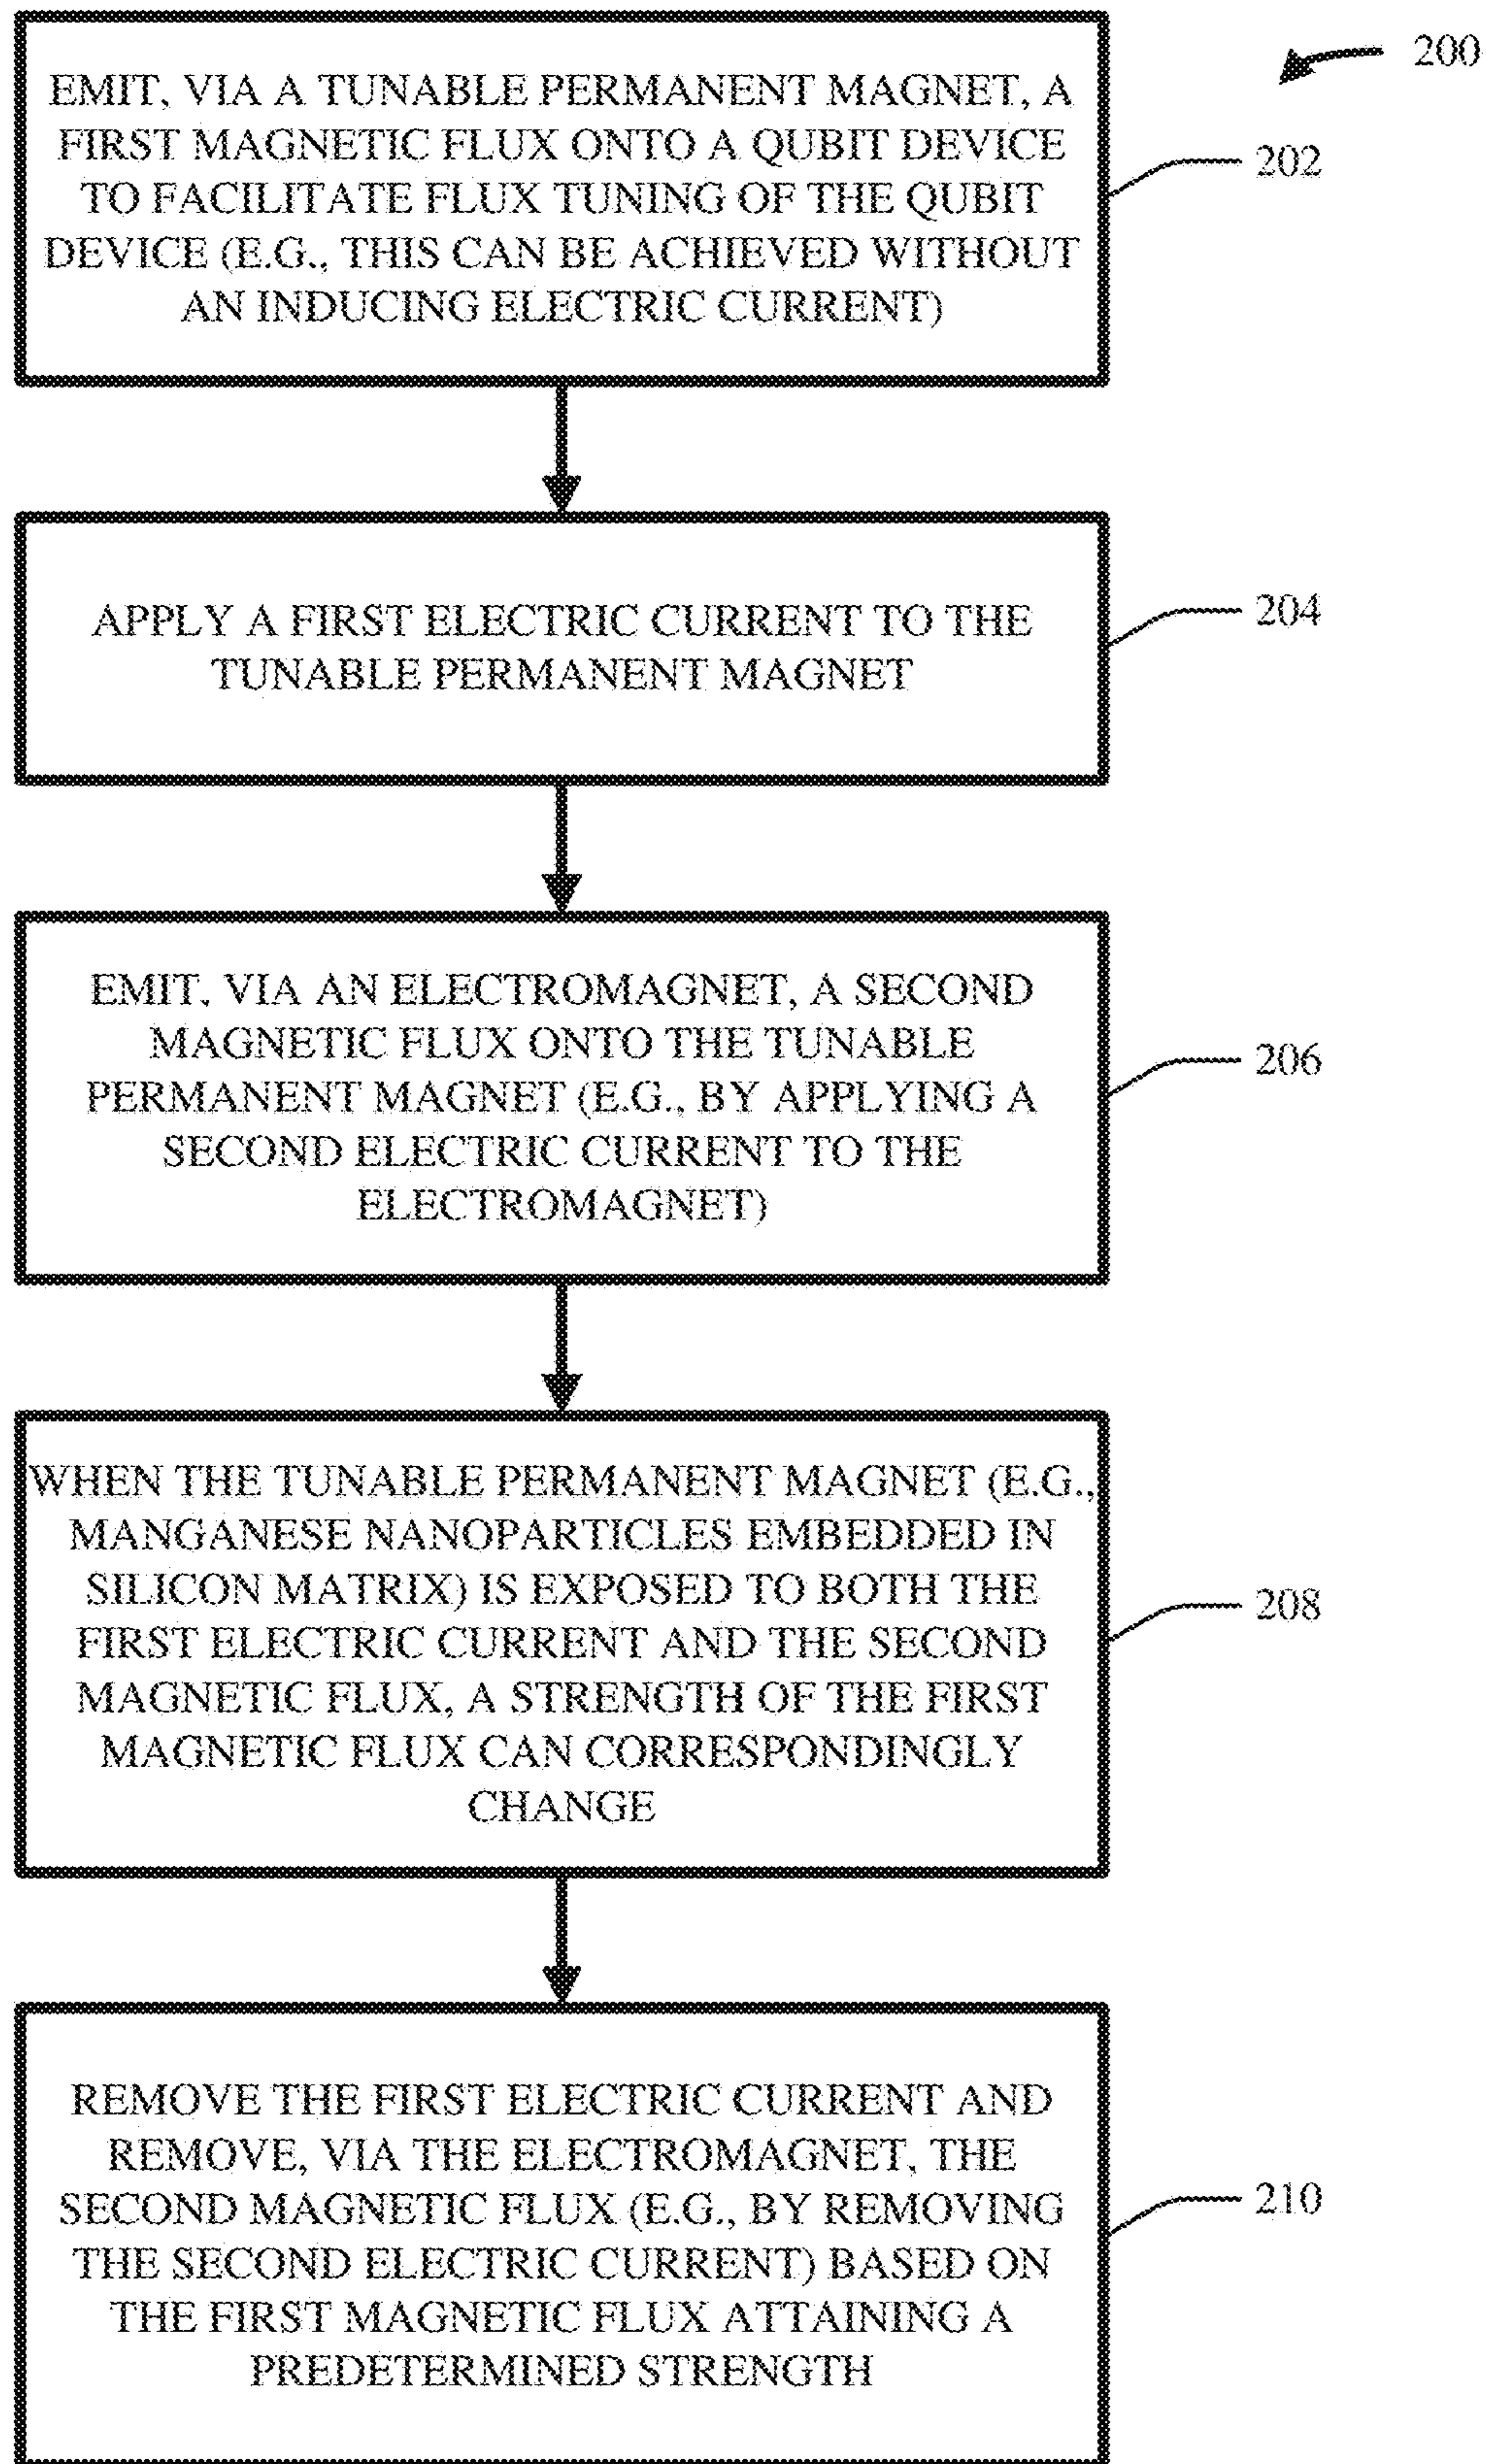 200
EMIT, VIA A TUNABLE PERMANENT MAGNET, A
FIRST MAGNETIC FLUX ONTO A QUBIT DEVICE
TO FACILITATE FLUX TUNING OF THE QUBIT
DEVICE (E.G., THIS CAN BE ACHIEVED WITHOUT
AN INDUCING ELECTRIC CURRENT)
202
APPLY A FIRST ELECTRIC CURRENT TO THE
TUNABLE PERMANENT MAGNET
204
EMIT, VIA AN ELECTROMAGNET, A SECOND
MAGNETIC FLUX ONTO THE TUNABLE
PERMANENT MAGNET (E.G., BY APPLYING A
SECOND ELECTRIC CURRENT TO THE
ELECTROMAGNET)
206
WHEN THE TUNABLE PERMANENT MAGNET (E.G.,
MANGANESE NANOPARTICLES EMBEDDED IN
SILICON MATRIX) IS EXPOSED TO BOTH THE
FIRST ELECTRIC CURRENT AND THE SECOND
MAGNETIC FLUX, A STRENGTH OF THE FIRST
MAGNETIC FLUX CAN CORRESPONDINGLY
CHANGE
208
REMOVE THE FIRST ELECTRIC CURRENT AND
REMOVE, VIA THE ELECTROMAGNET, THE
SECOND MAGNETIC FLUX (E.G., BY REMOVING
THE SECOND ELECTRIC CURRENT) BASED ON
THE FIRST MAGNETIC FLUX ATTAINING A
PREDETERMINED STRENGTH
210